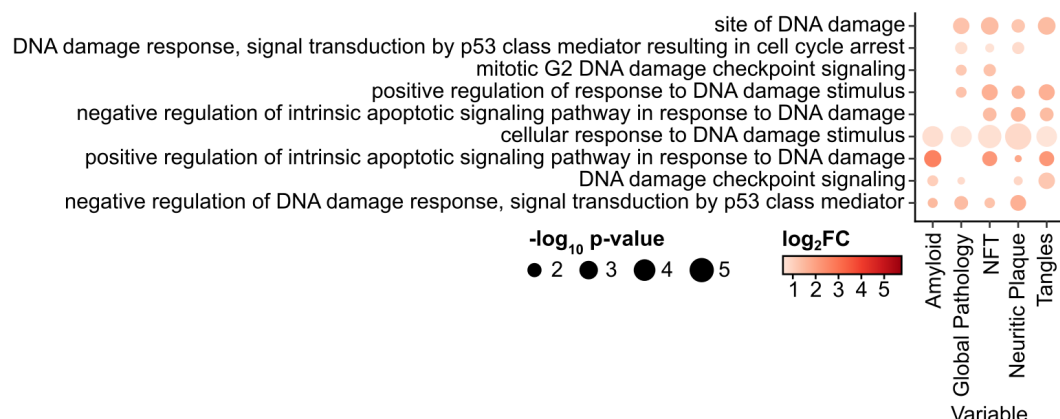 site of DNA damage
DNA damage response, signal transduction by p53 class mediator resulting in cell cycle arrest
mitotic G2 DNA damage checkpoint signaling
positive regulation of response to DNA damage stimulus
negative regulation of intrinsic apoptotic signaling pathway in response to DNA damage
cellular response to DNA damage stimulus
positive regulation of intrinsic apoptotic signaling pathway in response to DNA damage
DNA damage checkpoint signaling
negative regulation of DNA damage response, signal transduction by p53 class mediator
-log10 p-value
2 3 4 5
log2FC
1 2 3 4 5
Amyloid
Global Pathology
NFT
Neuritic Plaque
Tangles
Variable